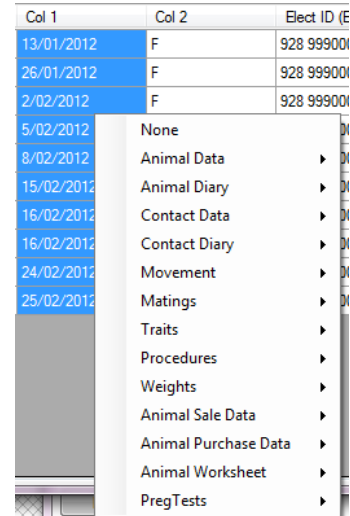 Col 1 Col 2 Elect ID (E
13/01/2012 F 928 999000
26/01/2012 F 928 999000
2/02/2012 F 928 999000
5/02/2012 None
8/02/2012 Animal Data
15/02/2012 Animal Diary
16/02/2012 Contact Data
16/02/2012 Contact Diary
24/02/2012 Movement
25/02/2012 Matings
Traits
Procedures
Weights
Animal Sale Data
Animal Purchase Data
Animal Worksheet
PregTests